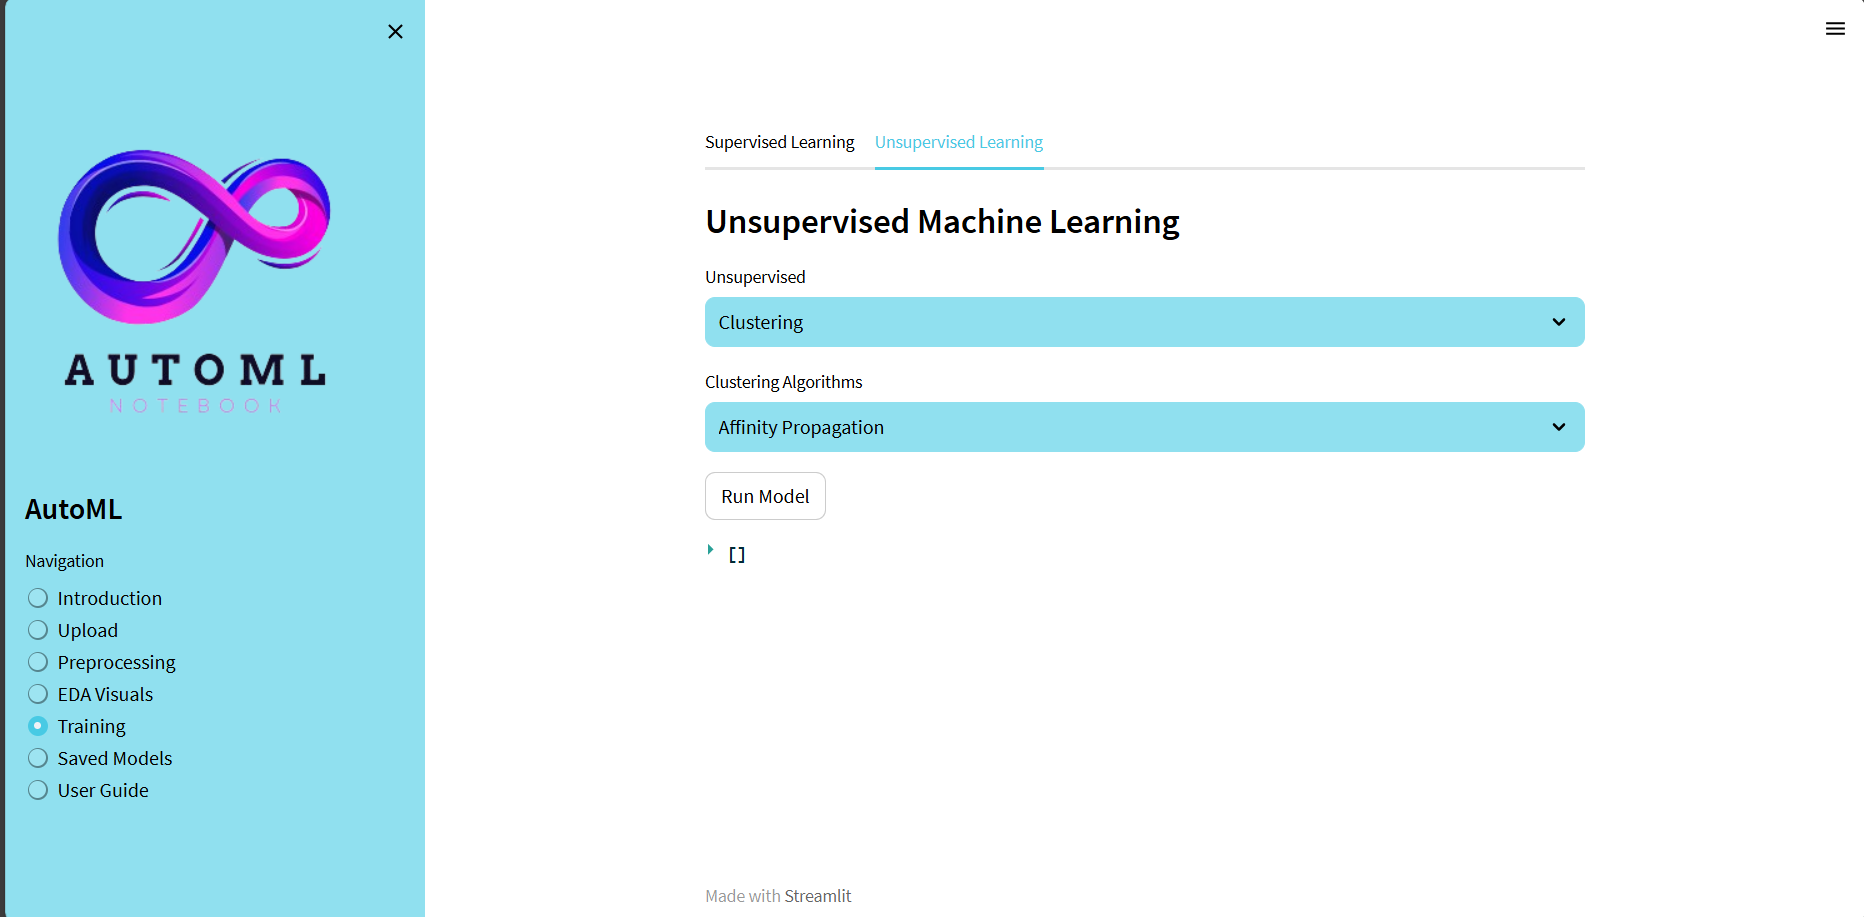 AUTOML
NOTEBOOK
AutoML
Navigation
Introduction
Upload
Preprocessing
EDA Visuals
Training
Saved Models
User Guide
Supervised Learning Unsupervised Learning
Unsupervised Machine Learning
Unsupervised
Clustering
Clustering Algorithms
Affinity Propagation
Run Model
[]
Made with Streamlit